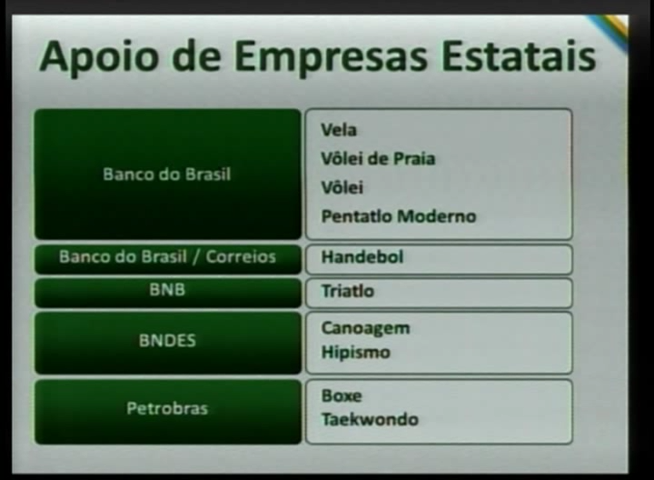 Apoio de Empresas Estatais
Banco do Brasil
Vela
Vôlei de Praia
Vôlei
Pentatlo Moderno
Banco do Brasil / Correios
Handebol
BNB
Triatlo
BNDES
Canoagem
Hipismo
Petrobras
Boxe
Taekwondo